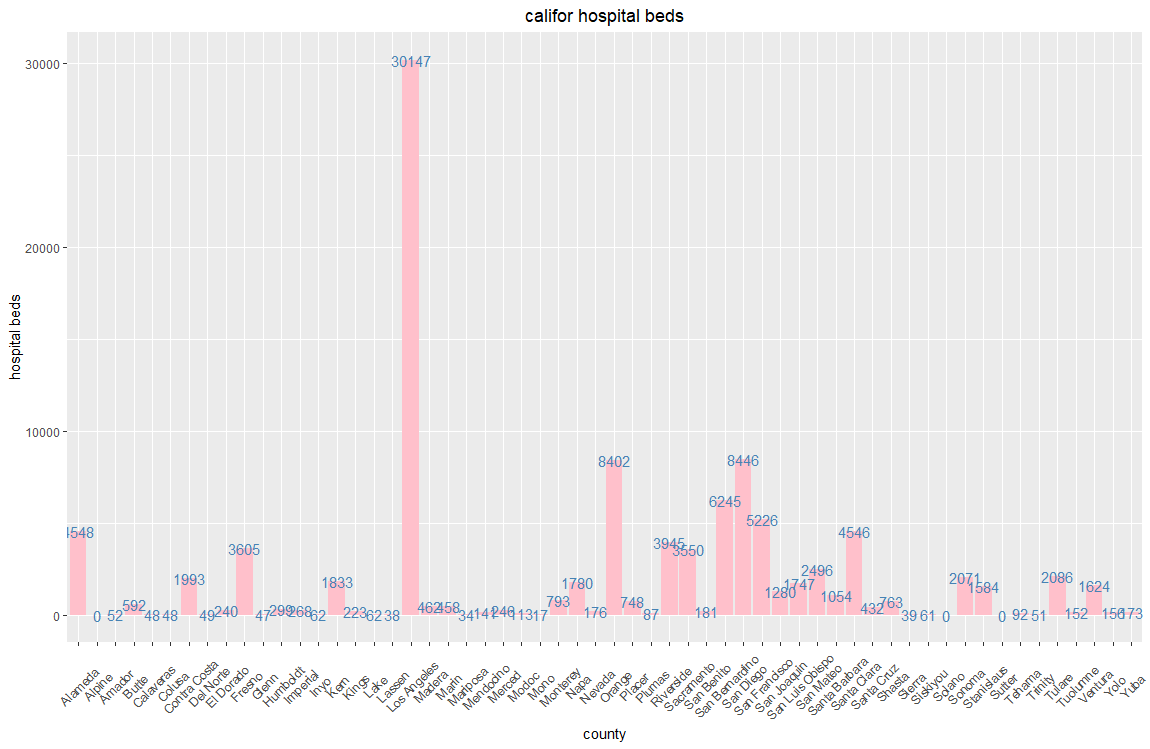 califor hospital beds
30000
20000
10000
0
hospital beds
4548
0
52
592
48
48
1993
49
240
3605
47
299
268
62
1833
223
62
38
30147
462
458
34
141
246
113
17
793
1780
176
8402
748
87
3945
3550
181
6245
8446
5226
1280
1747
2496
1054
4546
432
763
39
61
0
2071
1584
0
92
51
2086
152
1624
156
173
Alameda
Alpine
Amador
Butte
Calaveras
Colusa
Contra Costa
Del Norte
El Dorado
Fresno
Glenn
Humboldt
Imperial
Inyo
Kern
Kings
Lake
Lassen
Los Angeles
Madera
Marin
Mariposa
Mendocino
Merced
Modoc
Mono
Monterey
Napa
Nevada
Orange
Placer
Plumas
Riverside
Sacramento
San Benito
San Bernardino
San Diego
San Francisco
San Joaquin
San Luis Obispo
San Mateo
Santa Barbara
Santa Clara
Santa Cruz
Shasta
Sierra
Siskiyou
Solano
Sonoma
Stanislaus
Sutter
Tehama
Trinity
Tulare
Tuolumne
Ventura
Yolo
Yuba
county